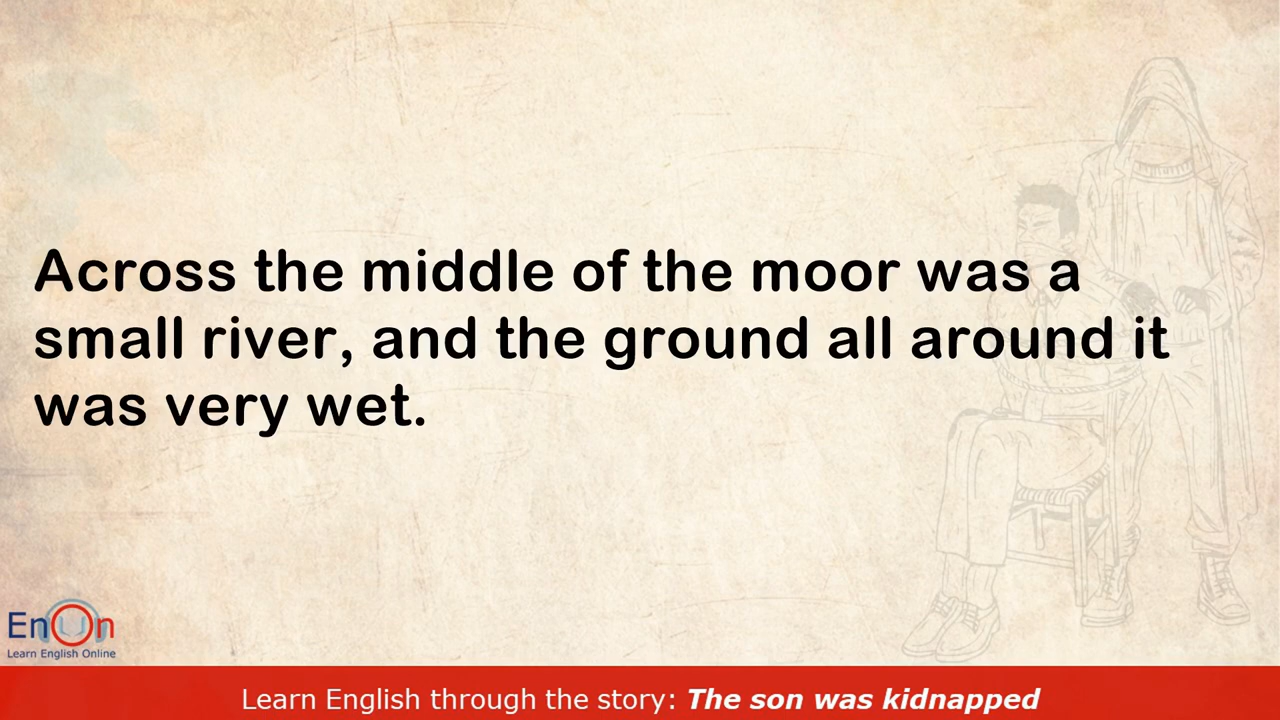 Across the middle of the moor was a
small river, and the ground all around it
was very wet.
EnOn
Learn English Online
Learn English through the story: The son was kidnapped